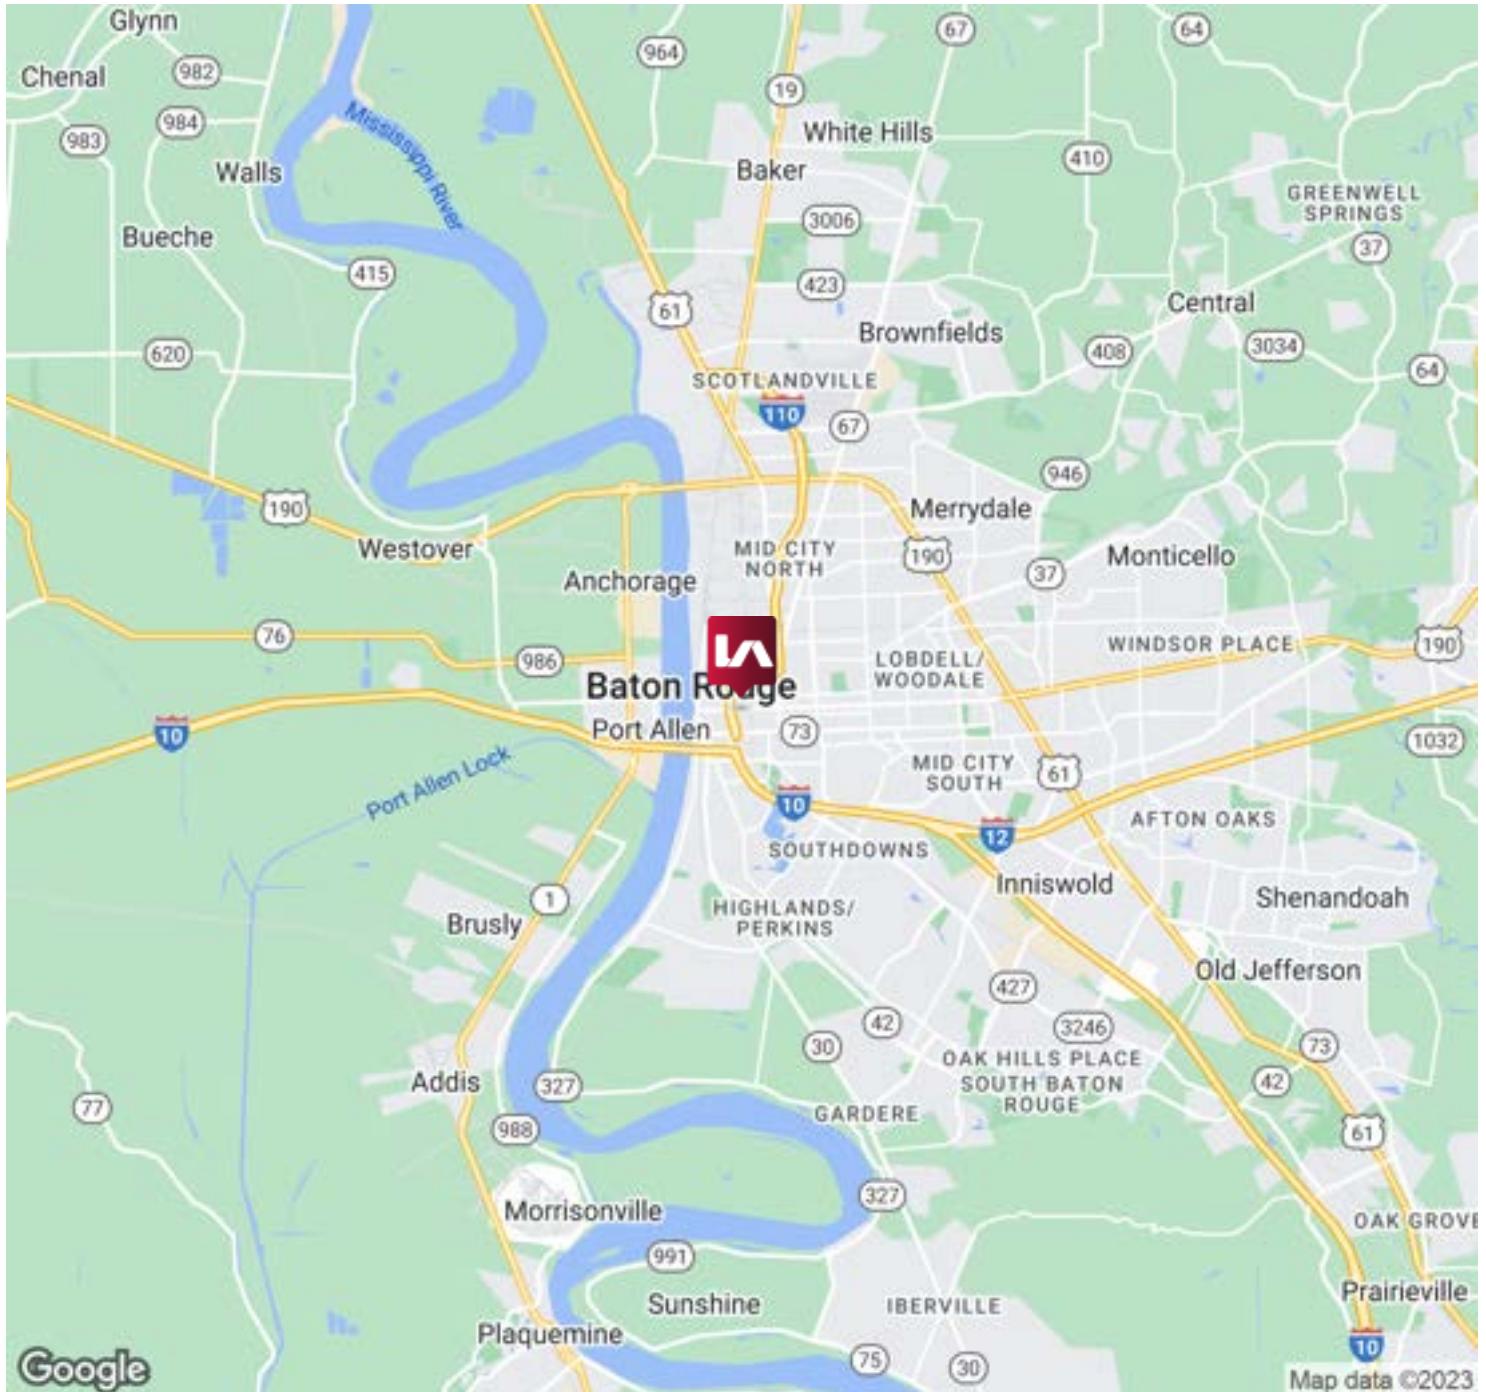 Glynn
64
67
964
Chenal
982
19
Mississippi River
984
983
White Hills
410
Walls
Baker
GREENWELL
SPRINGS
3006
Bueche
37
415
423
Central
61
Brownfields
3034
408
620
64
SCOTLANDVILLE
110
67
946
190
Merrydale
Westover
MID CITY
NORTH
190
Monticello
37
Anchorage
76
WINDSOR PLACE
190
LA
986
LOBDELL/
WOODALE
Baton Rouge
Port Allen
73
10
1032
MID CITY
SOUTH
61
Port Allen Lock
10
AFTON OAKS
12
SOUTHDOWNS
Inniswold
1
Shenandoah
HIGHLANDS/
PERKINS
Brusly
Old Jefferson
427
42
3246
30
73
OAK HILLS PLACE
Addis
327
42
SOUTH BATON
ROUGE
77
GARDERE
988
61
327
Morrisonville
OAK GROVE
991
Prairieville
Sunshine
IBERVILLE
Plaquemine
10
75
30
Google
Map data ©2023